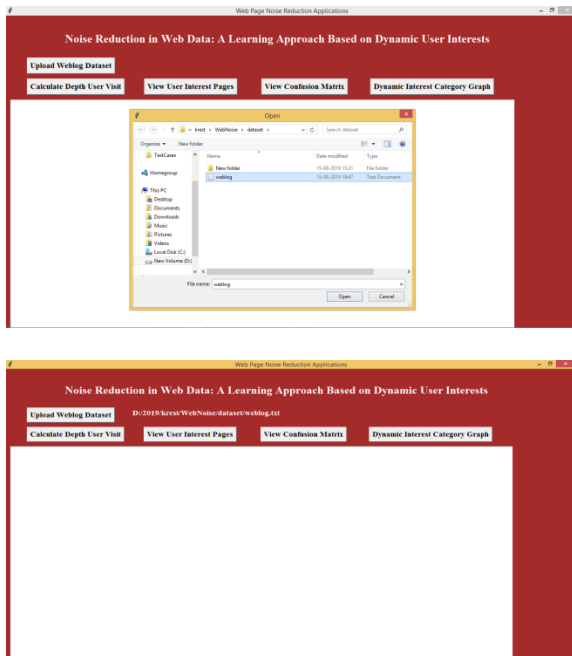 Web Page Noise Reduction Applications
Noise Reduction in Web Data: A Learning Approach Based on Dynamic User Interests
Upload Weblog Dataset
Calculate Depth User Visit View User Interest Pages View Confusion Matrix Dynamic Interest Category Graph
Open
« krest » WebNoise » dataset » Search dataset
Organize New folder
TestCases Name Date modified Type
New folder 15-08-2019 15:21 File folder
Homegroup weblog 15-08-2019 18:47 Text Document
This PC
Desktop
Documents
Downloads
Music
Pictures
Videos
Local Disk (C:)
New Volume (D:)
File name: weblog
Open Cancel
Web Page Noise Reduction Applications
Noise Reduction in Web Data: A Learning Approach Based on Dynamic User Interests
Upload Weblog Dataset D:/2019/krest/WebNoise/dataset/weblog.txt
Calculate Depth User Visit View User Interest Pages View Confusion Matrix Dynamic Interest Category Graph